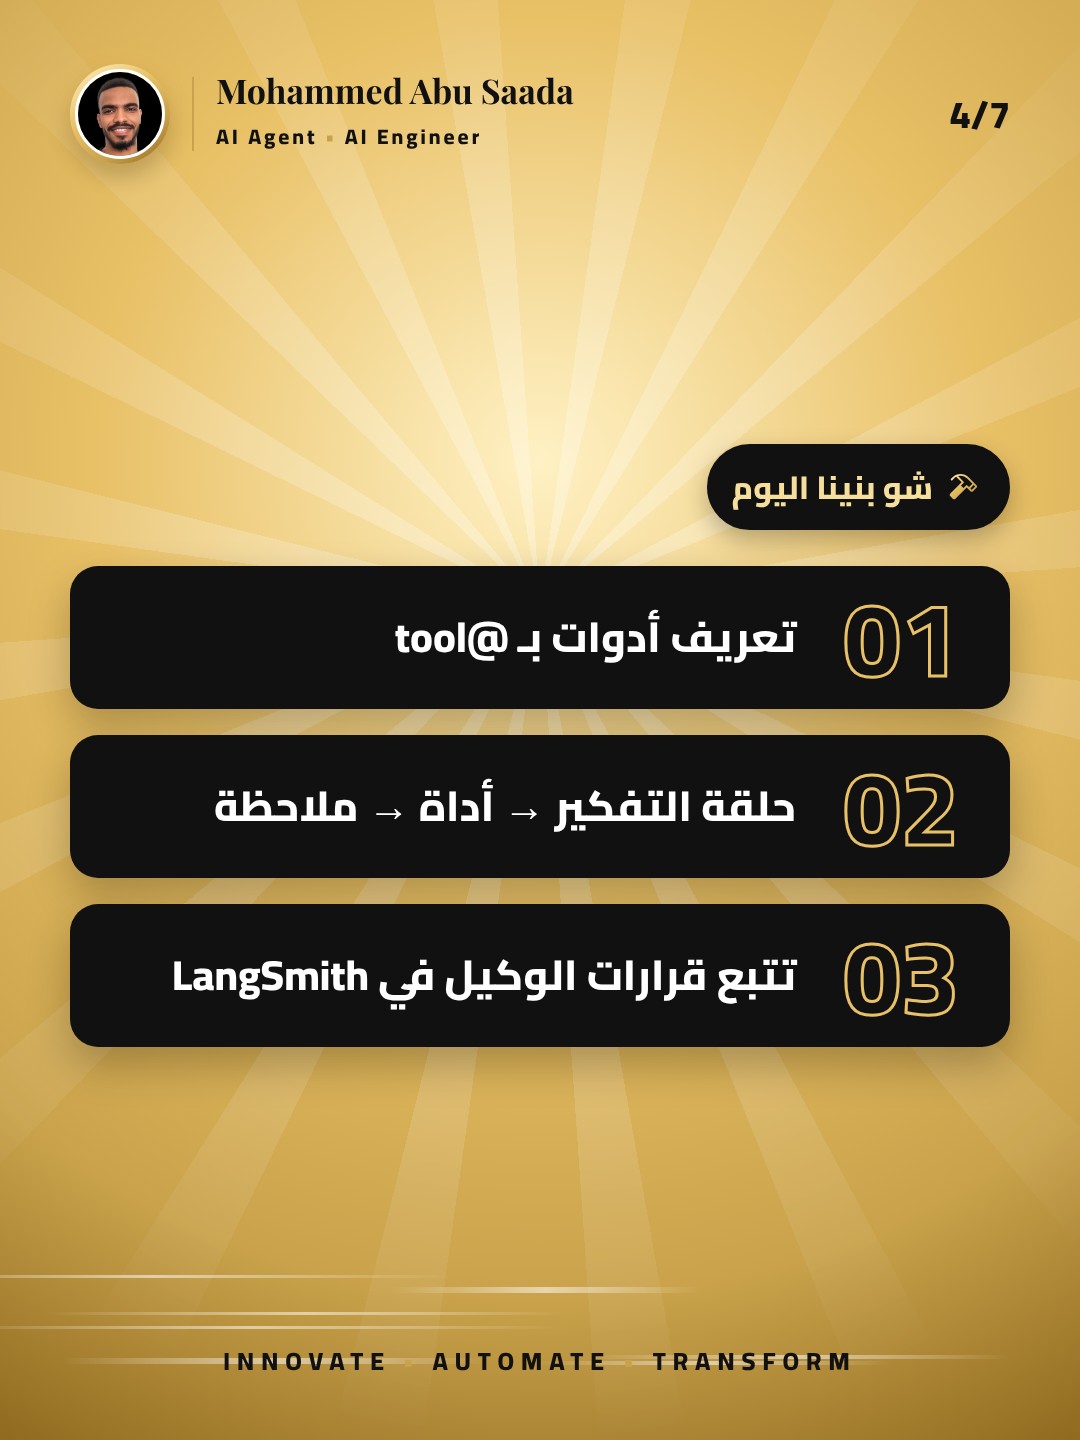 Mohammed Abu Saada
AI Agent • AI Engineer
4/7
شو بنينا اليوم
01 تعريف أدوات بـ @tool
02 حلقة التفكير → أداة → ملاحظة
03 تتبع قرارات الوكيل في LangSmith
INNOVATE • AUTOMATE • TRANSFORM